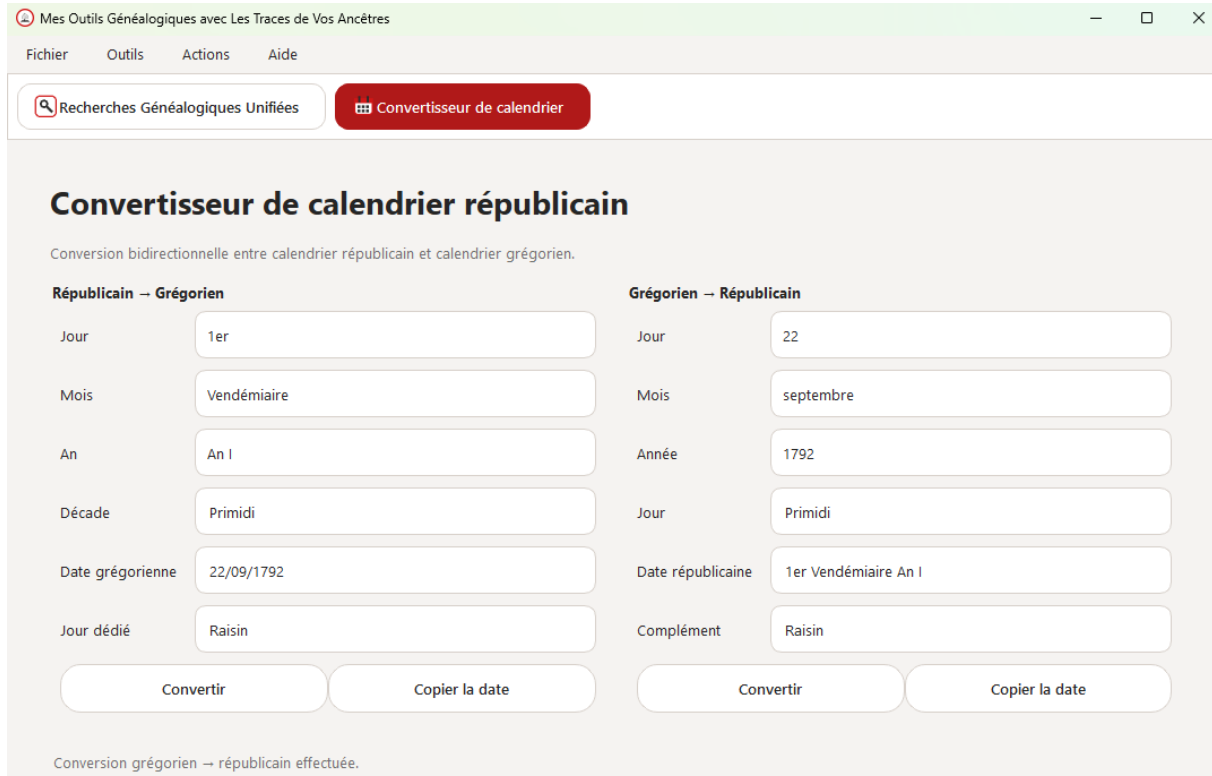 Mes Outils Généalogiques avec Les Traces de Vos Ancêtres
Fichier Outils Actions Aide
Recherches Généalogiques Unifiées Convertisseur de calendrier
Convertisseur de calendrier républicain
Conversion bidirectionnelle entre calendrier républicain et calendrier grégorien.
Républicain → Grégorien
Jour 1er
Mois Vendémiaire
An An I
Décade Primidi
Date grégorienne 22/09/1792
Jour dédié Raisin
Convertir Copier la date
Grégorien → Républicain
Jour 22
Mois septembre
Année 1792
Jour Primidi
Date républicaine 1er Vendémiaire An I
Complément Raisin
Convertir Copier la date
Conversion grégorien → républicain effectuée.